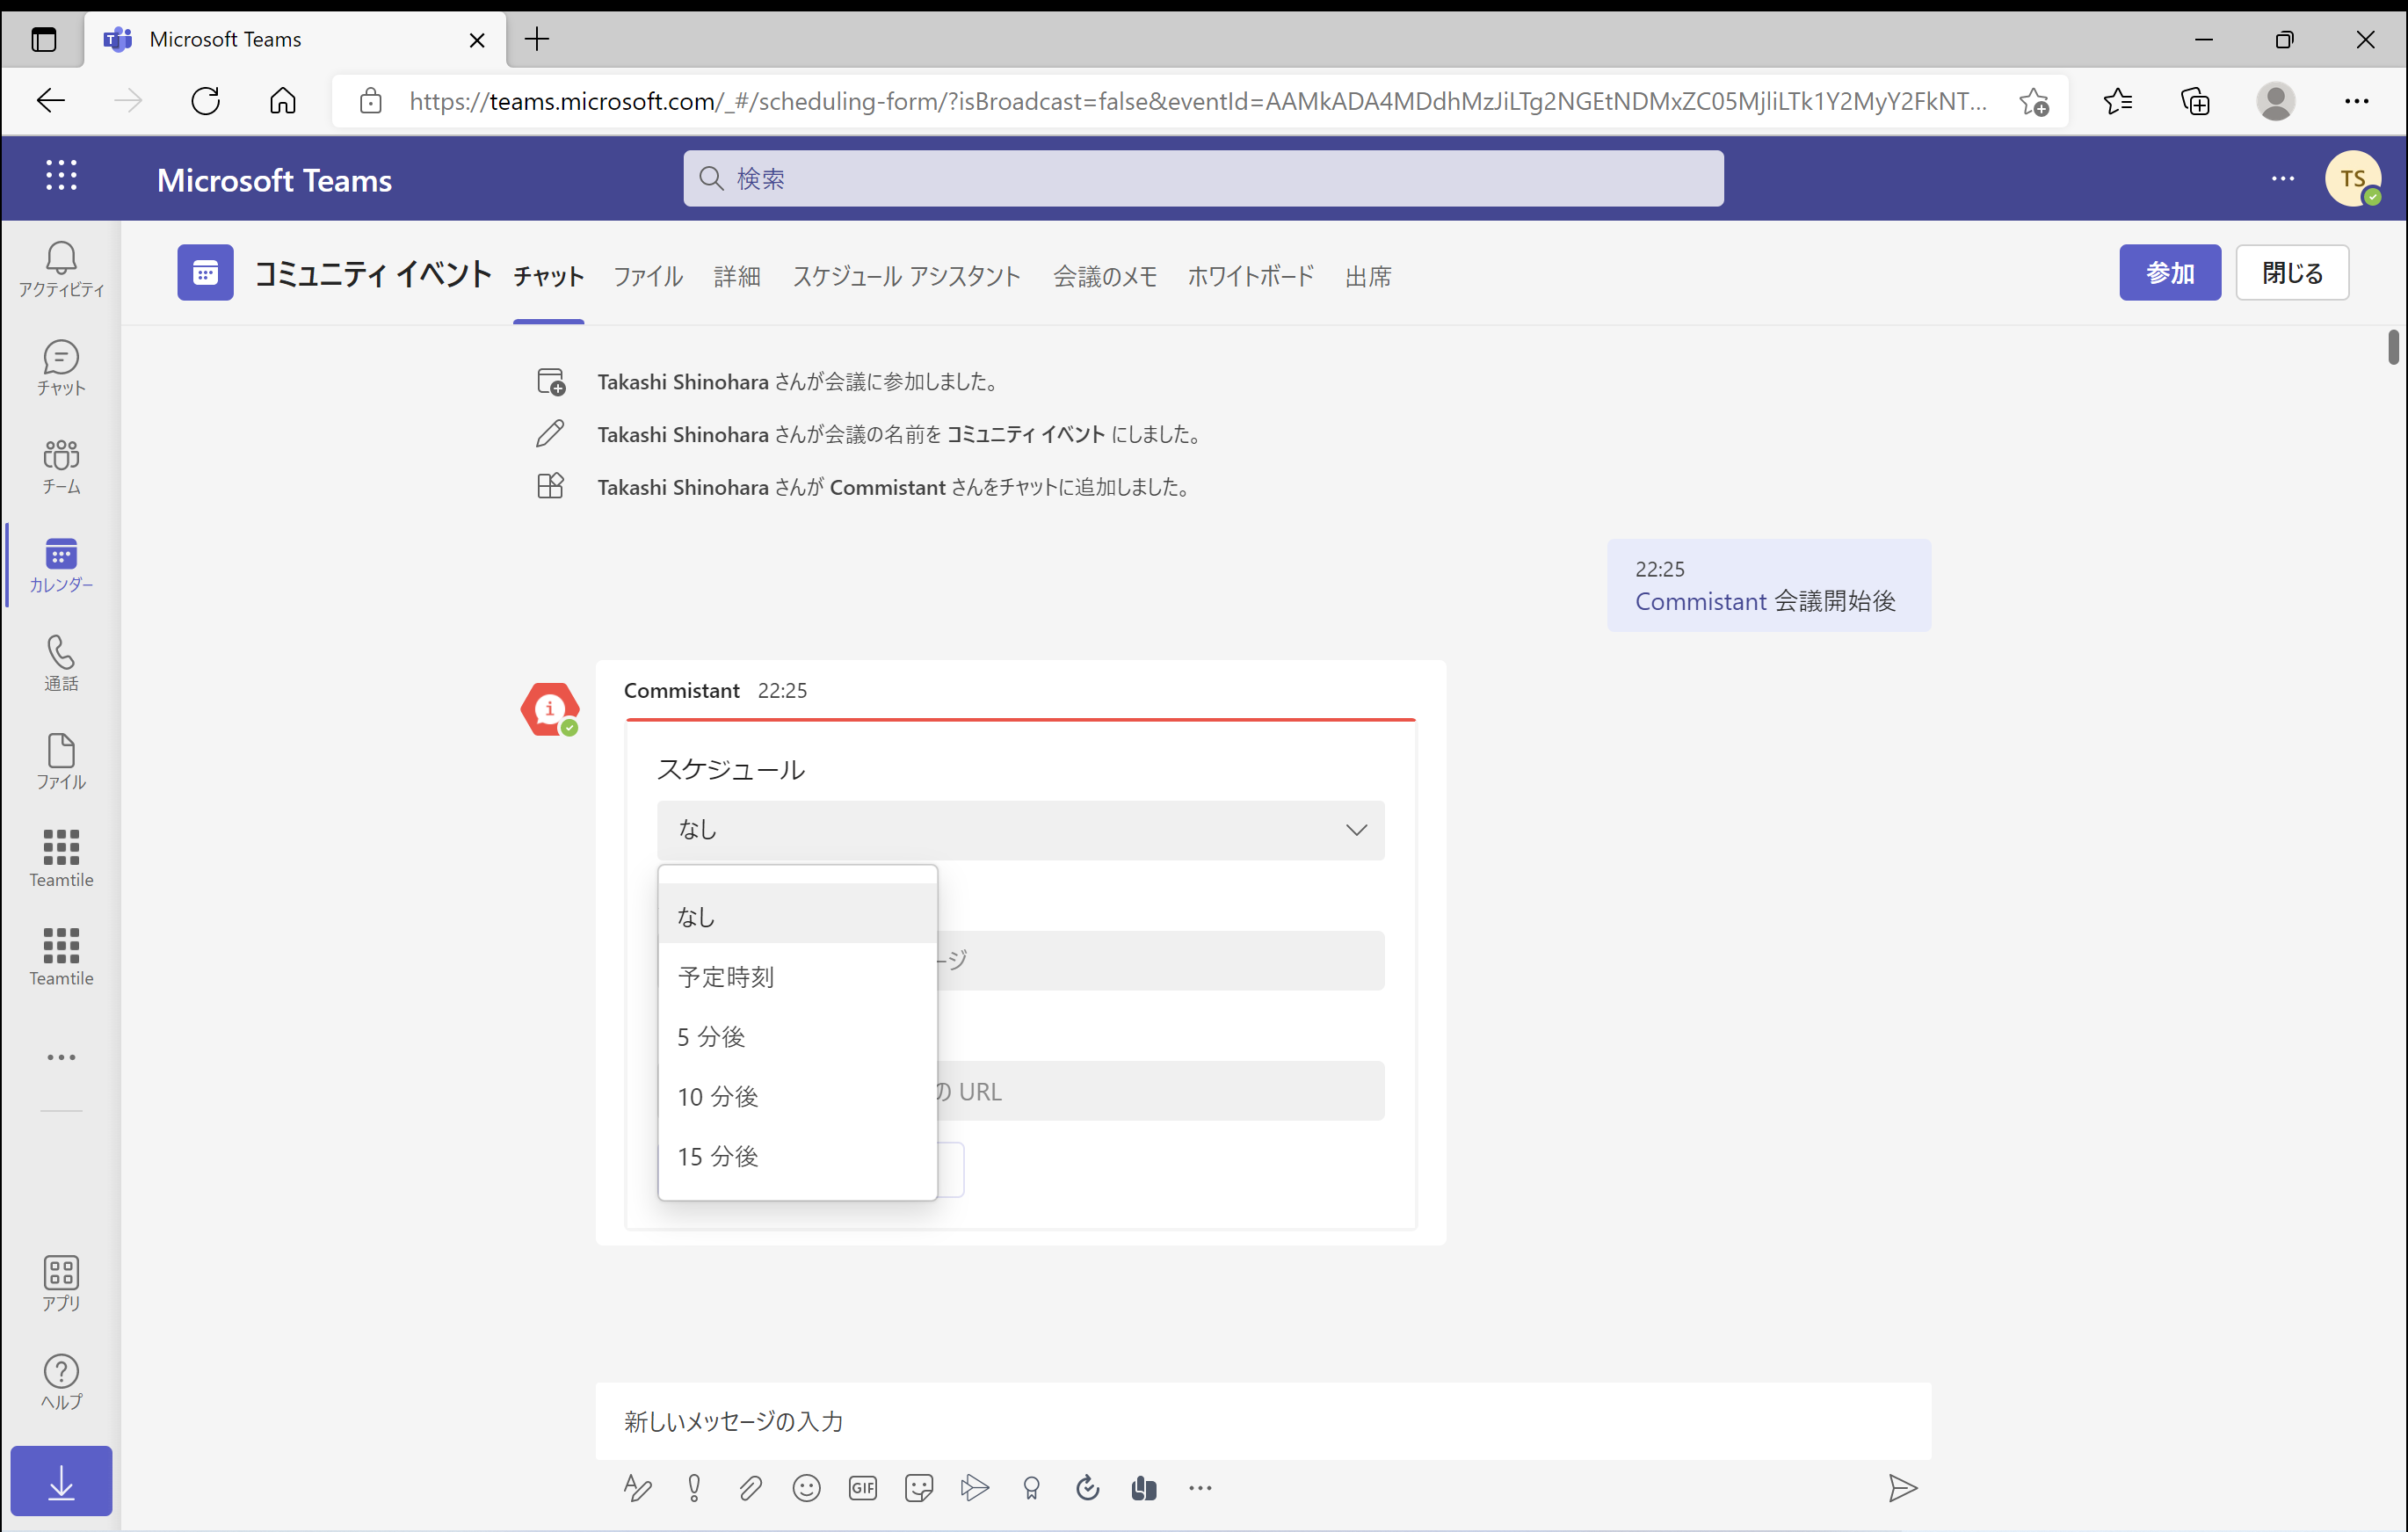 Microsoft Teams
https://teams.microsoft.com/_#/scheduling-form/?isBroadcast=false&eventId=AAMkADA4MDdhMzJiLTg2NGEtNDMxZC05MjliLTk1Y2MyY2FkNT...
Microsoft Teams
検索
TS
コミュニティ イベント
チャット
ファイル
詳細
スケジュール アシスタント
会議のメモ
ホワイトボード
出席
参加
閉じる
アクティビティ
チャット
チーム
カレンダー
通話
ファイル
Teamtile
Teamtile
アプリ
ヘルプ
Takashi Shinohara さんが会議に参加しました。
Takashi Shinohara さんが会議の名前を コミュニティ イベント にしました。
Takashi Shinohara さんが Commistant さんをチャットに追加しました。
22:25
Commistant 会議開始後
Commistant 22:25
スケジュール
なし
なし
予定時刻
5 分後
10 分後
15 分後
ージ
の URL
新しいメッセージの入力
GIF